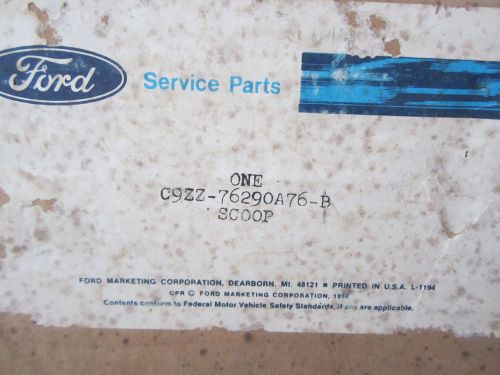 Ford
Service Parts
ONE
C9ZZ-76290A76-B
SCOOP
FORD MARKETING CORPORATION, DEARBORN, MI. 48121 ■ PRINTED IN U.S.A. L-1194
CPR © FORD MARKETING CORPORATION,
Contents conform to Federal Motor Vehicle Safety Standards, if any are applicable.